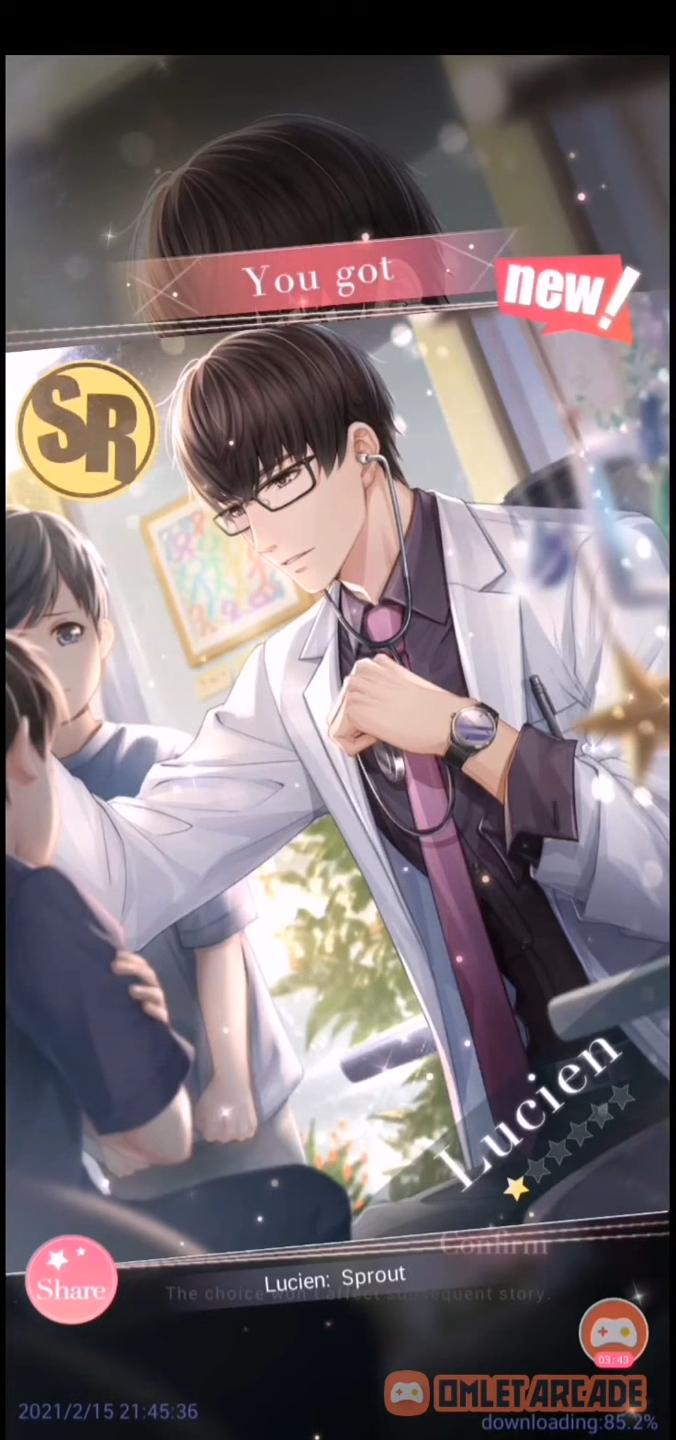 You got
new!
SR
Lucien
Confirm
Share
Lucien: Sprout
The choice won't affect subsequent story.
03:43
OMLET ARCADE
2021/2/15 21:45:36
downloading:85.2%